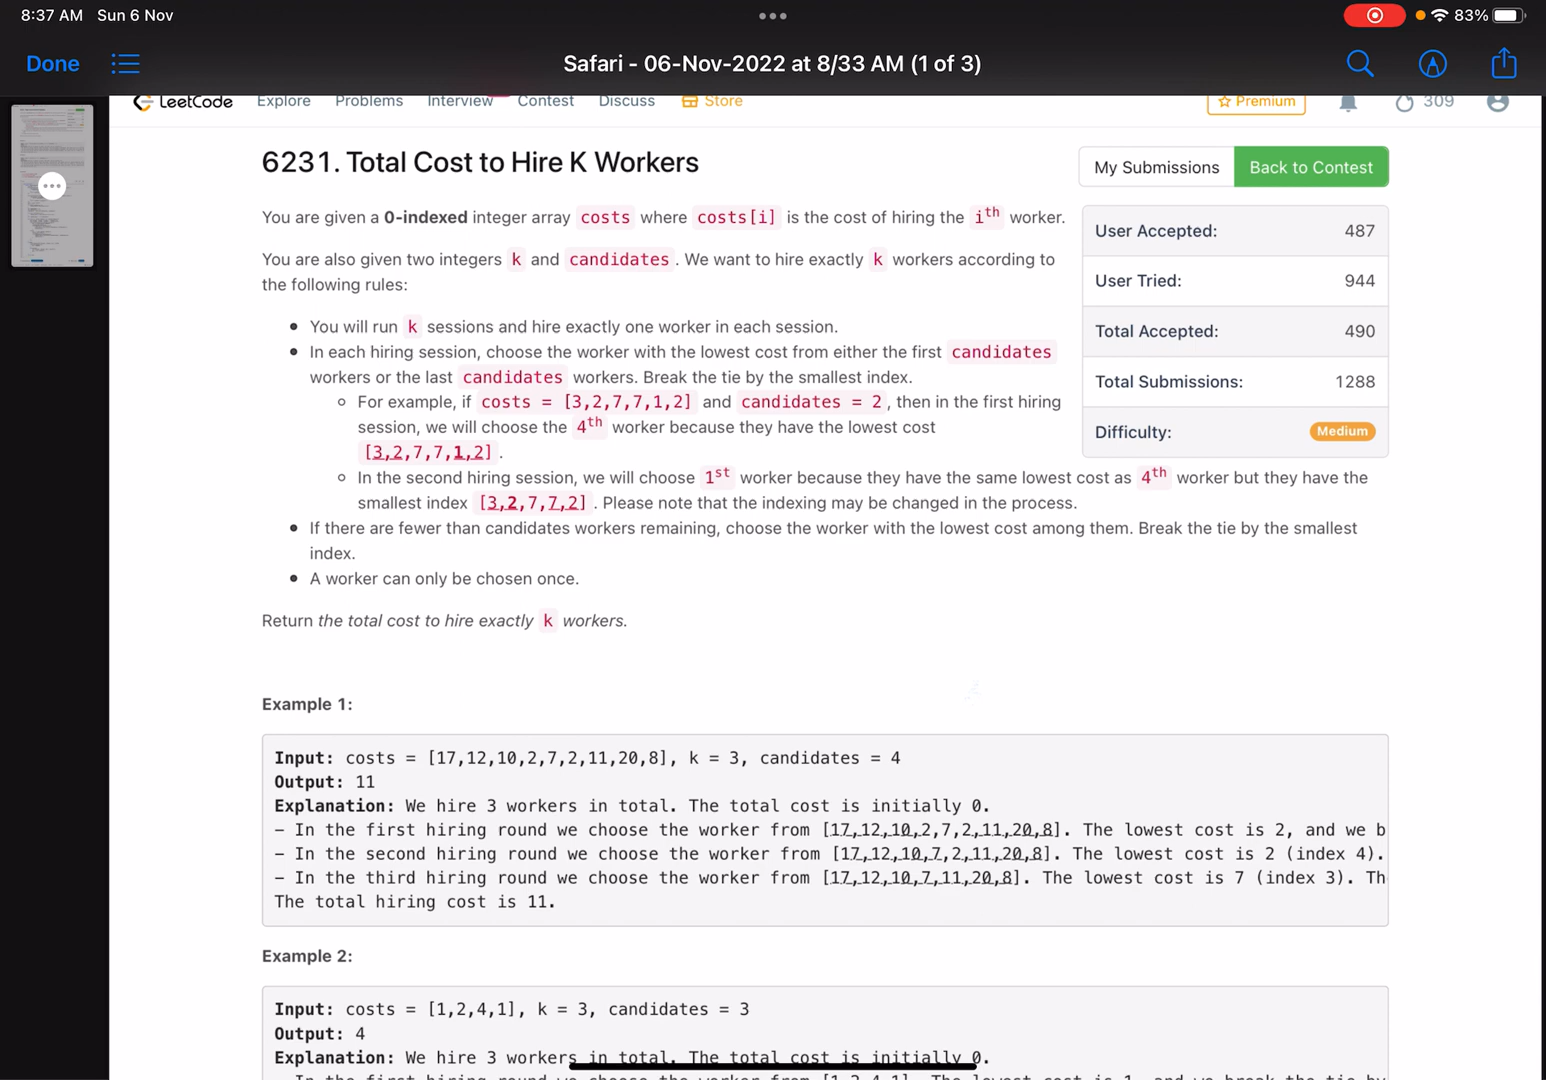 8:37 AM Sun 6 Nov
83%
Done
Safari - 06-Nov-2022 at 8/33 AM (1 of 3)
LeetCode Explore Problems Interview Contest Discuss Store Premium 309
6231. Total Cost to Hire K Workers
My Submissions Back to Contest
You are given a 0-indexed integer array costs where costs[i] is the cost of hiring the ith worker.
You are also given two integers k and candidates. We want to hire exactly k workers according to
the following rules:
You will run k sessions and hire exactly one worker in each session.
In each hiring session, choose the worker with the lowest cost from either the first candidates
workers or the last candidates workers. Break the tie by the smallest index.
For example, if costs = [3,2,7,7,1,2] and candidates = 2, then in the first hiring
session, we will choose the 4th worker because they have the lowest cost
[3,2,7,7,1,2].
In the second hiring session, we will choose 1st worker because they have the same lowest cost as 4th worker but they have the
smallest index [3,2,7,7,2]. Please note that the indexing may be changed in the process.
If there are fewer than candidates workers remaining, choose the worker with the lowest cost among them. Break the tie by the smallest
index.
A worker can only be chosen once.
Return the total cost to hire exactly k workers.
User Accepted: 487
User Tried: 944
Total Accepted: 490
Total Submissions: 1288
Difficulty: Medium
Example 1:
Input: costs = [17,12,10,2,7,2,11,20,8], k = 3, candidates = 4
Output: 11
Explanation: We hire 3 workers in total. The total cost is initially 0.
- In the first hiring round we choose the worker from [17,12,10,2,7,2,11,20,8]. The lowest cost is 2, and we b
- In the second hiring round we choose the worker from [17,12,10,7,2,11,20,8]. The lowest cost is 2 (index 4).
- In the third hiring round we choose the worker from [17,12,10,7,11,20,8]. The lowest cost is 7 (index 3). Th
The total hiring cost is 11.
Example 2:
Input: costs = [1,2,4,1], k = 3, candidates = 3
Output: 4
Explanation: We hire 3 workers in total. The total cost is initially 0.